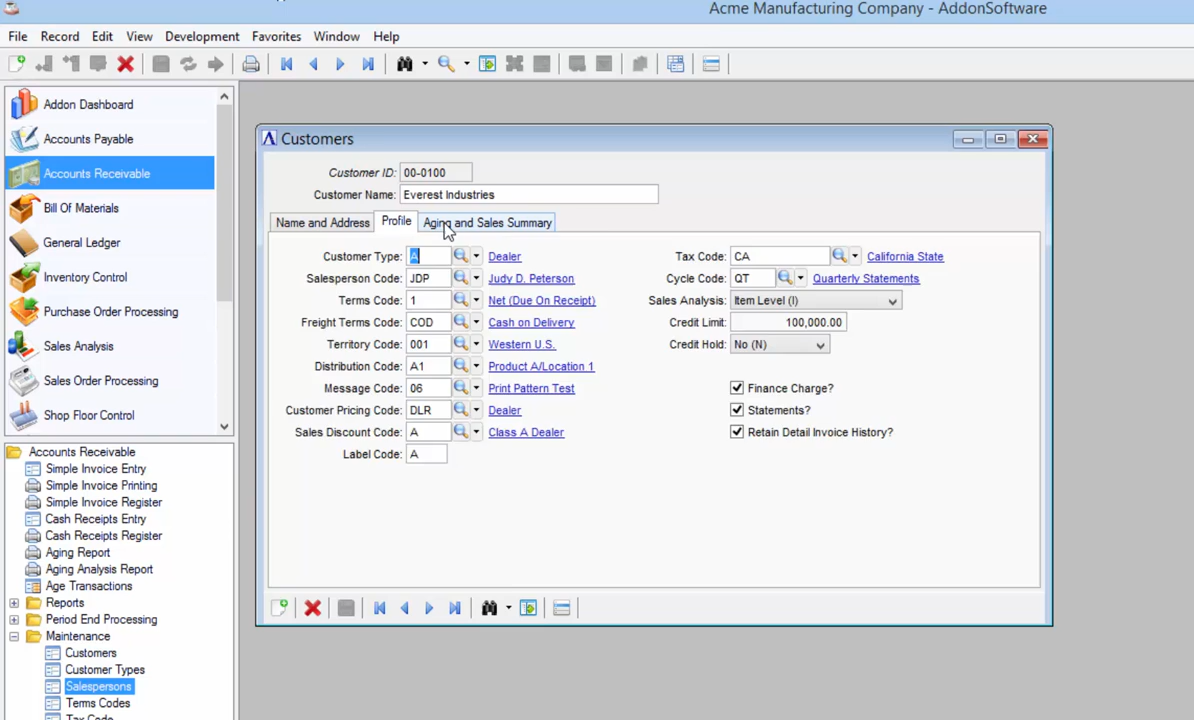 Acme Manufacturing Company - AddonSoftware
File Record Edit View Development Favorites Window Help
Addon Dashboard
Accounts Payable
Accounts Receivable
Bill Of Materials
General Ledger
Inventory Control
Purchase Order Processing
Sales Analysis
Sales Order Processing
Shop Floor Control
Accounts Receivable
Simple Invoice Entry
Simple Invoice Printing
Simple Invoice Register
Cash Receipts Entry
Cash Receipts Register
Aging Report
Aging Analysis Report
Age Transactions
Reports
Period End Processing
Maintenance
Customers
Customer Types
Salespersons
Terms Codes
Tax Code
Customers
Customer ID: 00-0100
Customer Name: Everest Industries
Name and Address Profile Aging and Sales Summary
Customer Type: A Dealer
Salesperson Code: JDP Judy D. Peterson
Terms Code: 1 Net (Due On Receipt)
Freight Terms Code: COD Cash on Delivery
Territory Code: 001 Western U.S.
Distribution Code: A1 Product A/Location 1
Message Code: 06 Print Pattern Test
Customer Pricing Code: DLR Dealer
Sales Discount Code: A Class A Dealer
Label Code: A
Tax Code: CA California State
Cycle Code: QT Quarterly Statements
Sales Analysis: Item Level (I)
Credit Limit: 100,000.00
Credit Hold: No (N)
Finance Charge?
Statements?
Retain Detail Invoice History?